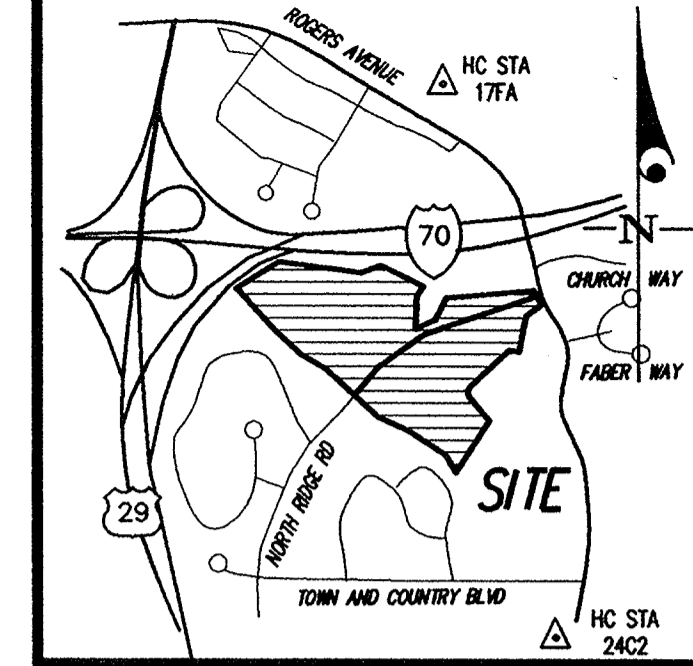 ROGERS AVENUE
HC STA
17FA
70
N
CHURCH WAY
FABER WAY
SITE
NORTH RIDGE RD
29
TOWN AND COUNTRY BLVD
HC STA
24C2